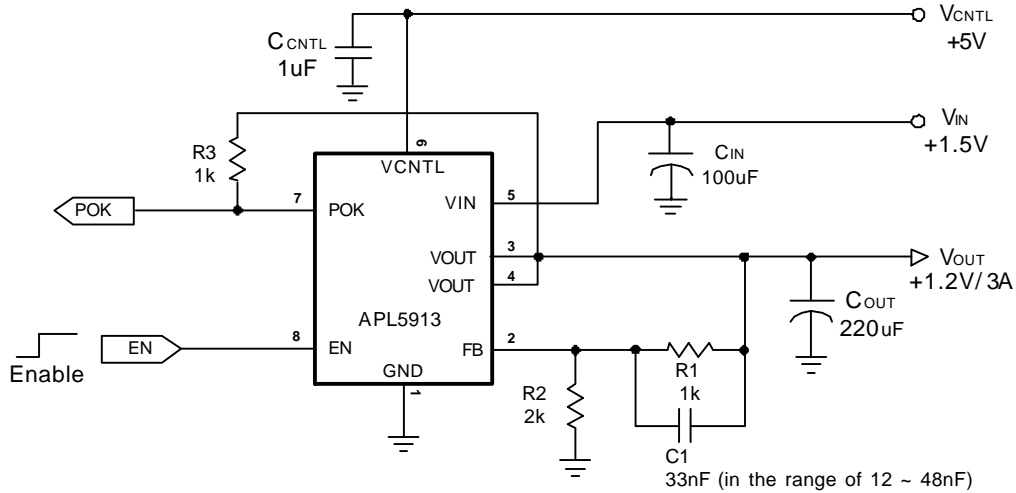 VCNTL
+5V
CCNTL
1uF
VIN
+1.5V
CIN
100uF
R3
1k
6
VCNTL
POK
7
POK
VIN
5
VOUT
3
VOUT
4
VOUT
+1.2V/3A
COUT
220uF
APL5913
Enable
EN
8
EN
FB
2
GND
1
R1
1k
R2
2k
C1
33nF (in the range of 12 ~ 48nF)